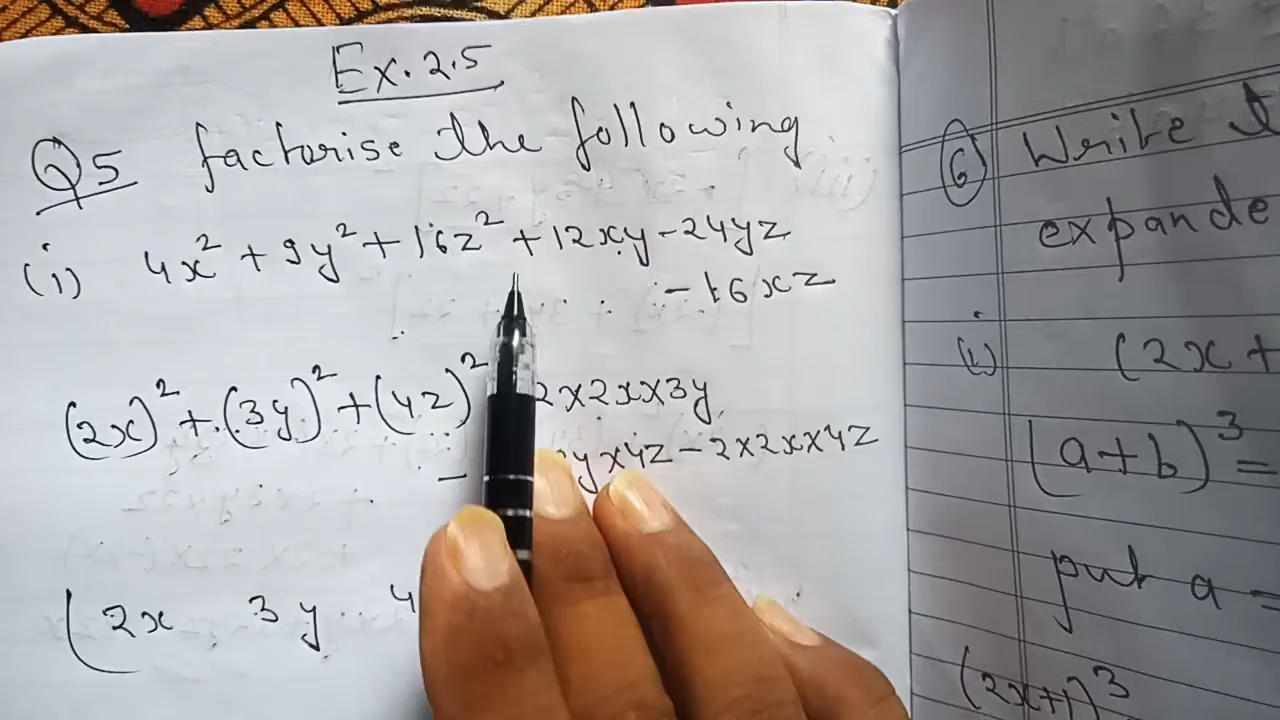 Ex. 2.5
Q5 factorise the following
(i) 4x² + 9y² + 16z² + 12xy - 24yz
- 16xz
(2x)² + (3y)² + (4z)² 2×2x×3y
- y×4z - 2×2x×4z
(2x 3y 4
⑥ Write
expande
(i) (2x +
(a+b)³ =
put a =
(2x+1)³